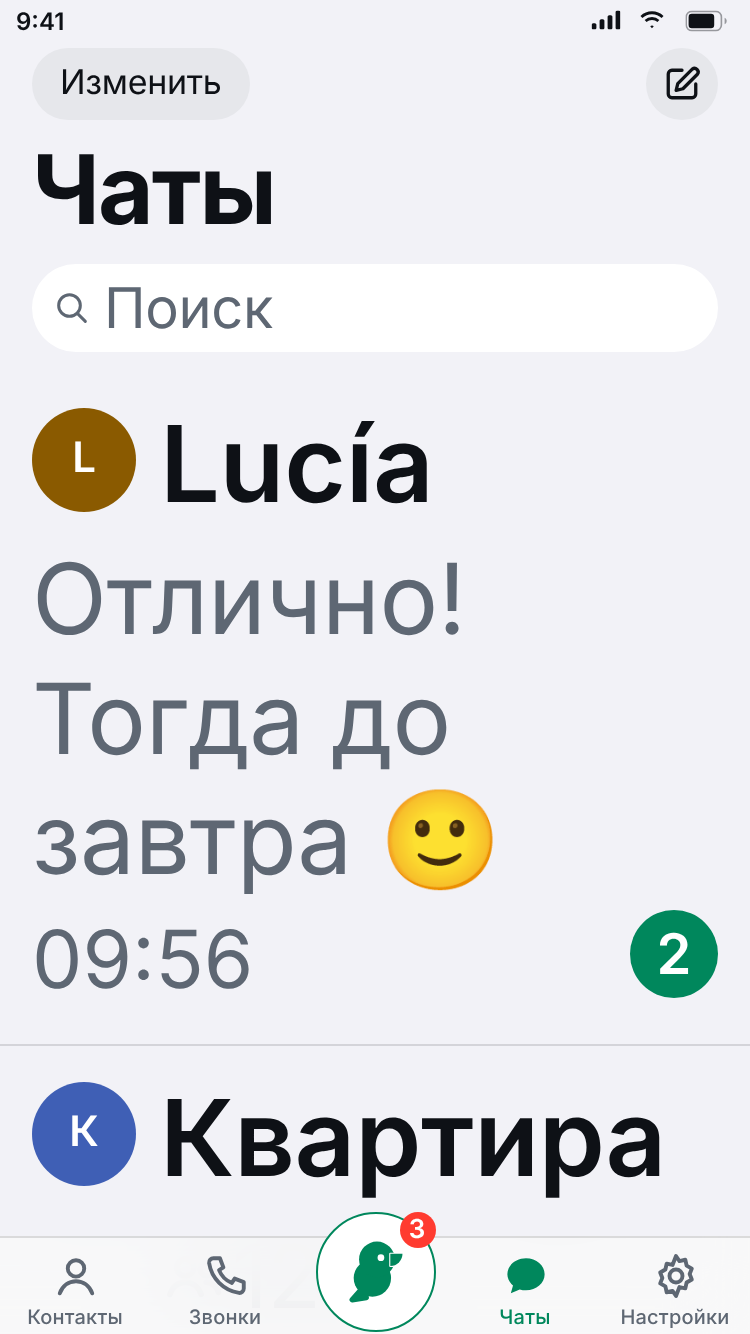 9:41
Изменить
Чаты
Поиск
L
Lucía
Отлично!
Тогда до
завтра 🙂
09:56
2
К
Квартира
3
Контакты
Звонки
Чаты
Настройки